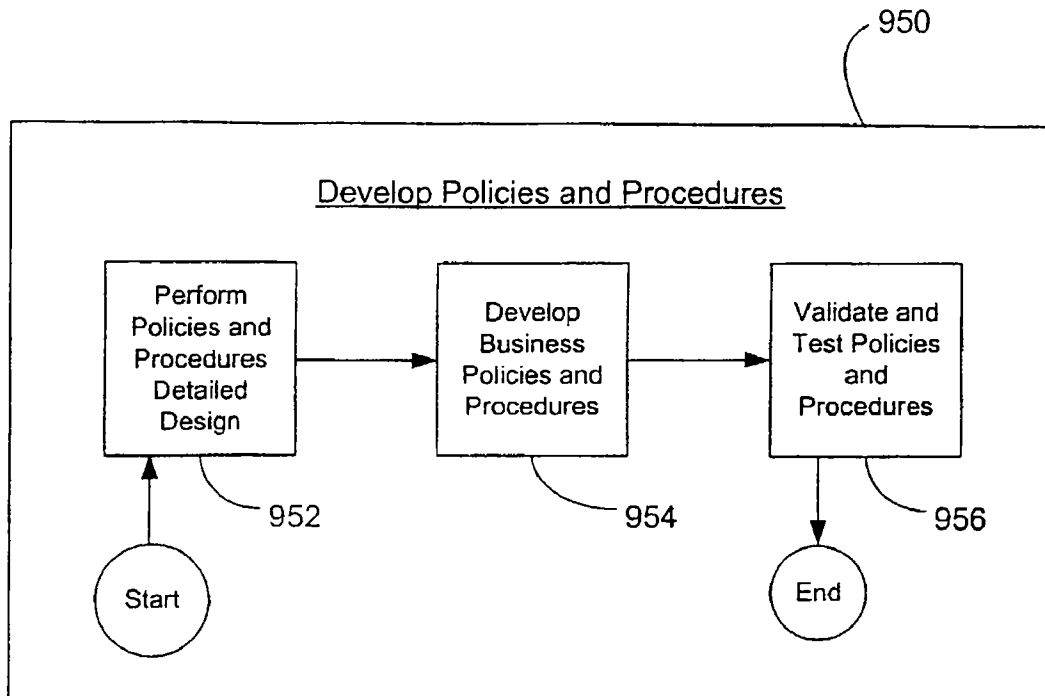 950
Develop Policies and Procedures
Perform
Policies and
Procedures
Detailed
Design
Develop
Business
Policies and
Procedures
Validate and
Test Policies
and
Procedures
952
954
956
Start
End